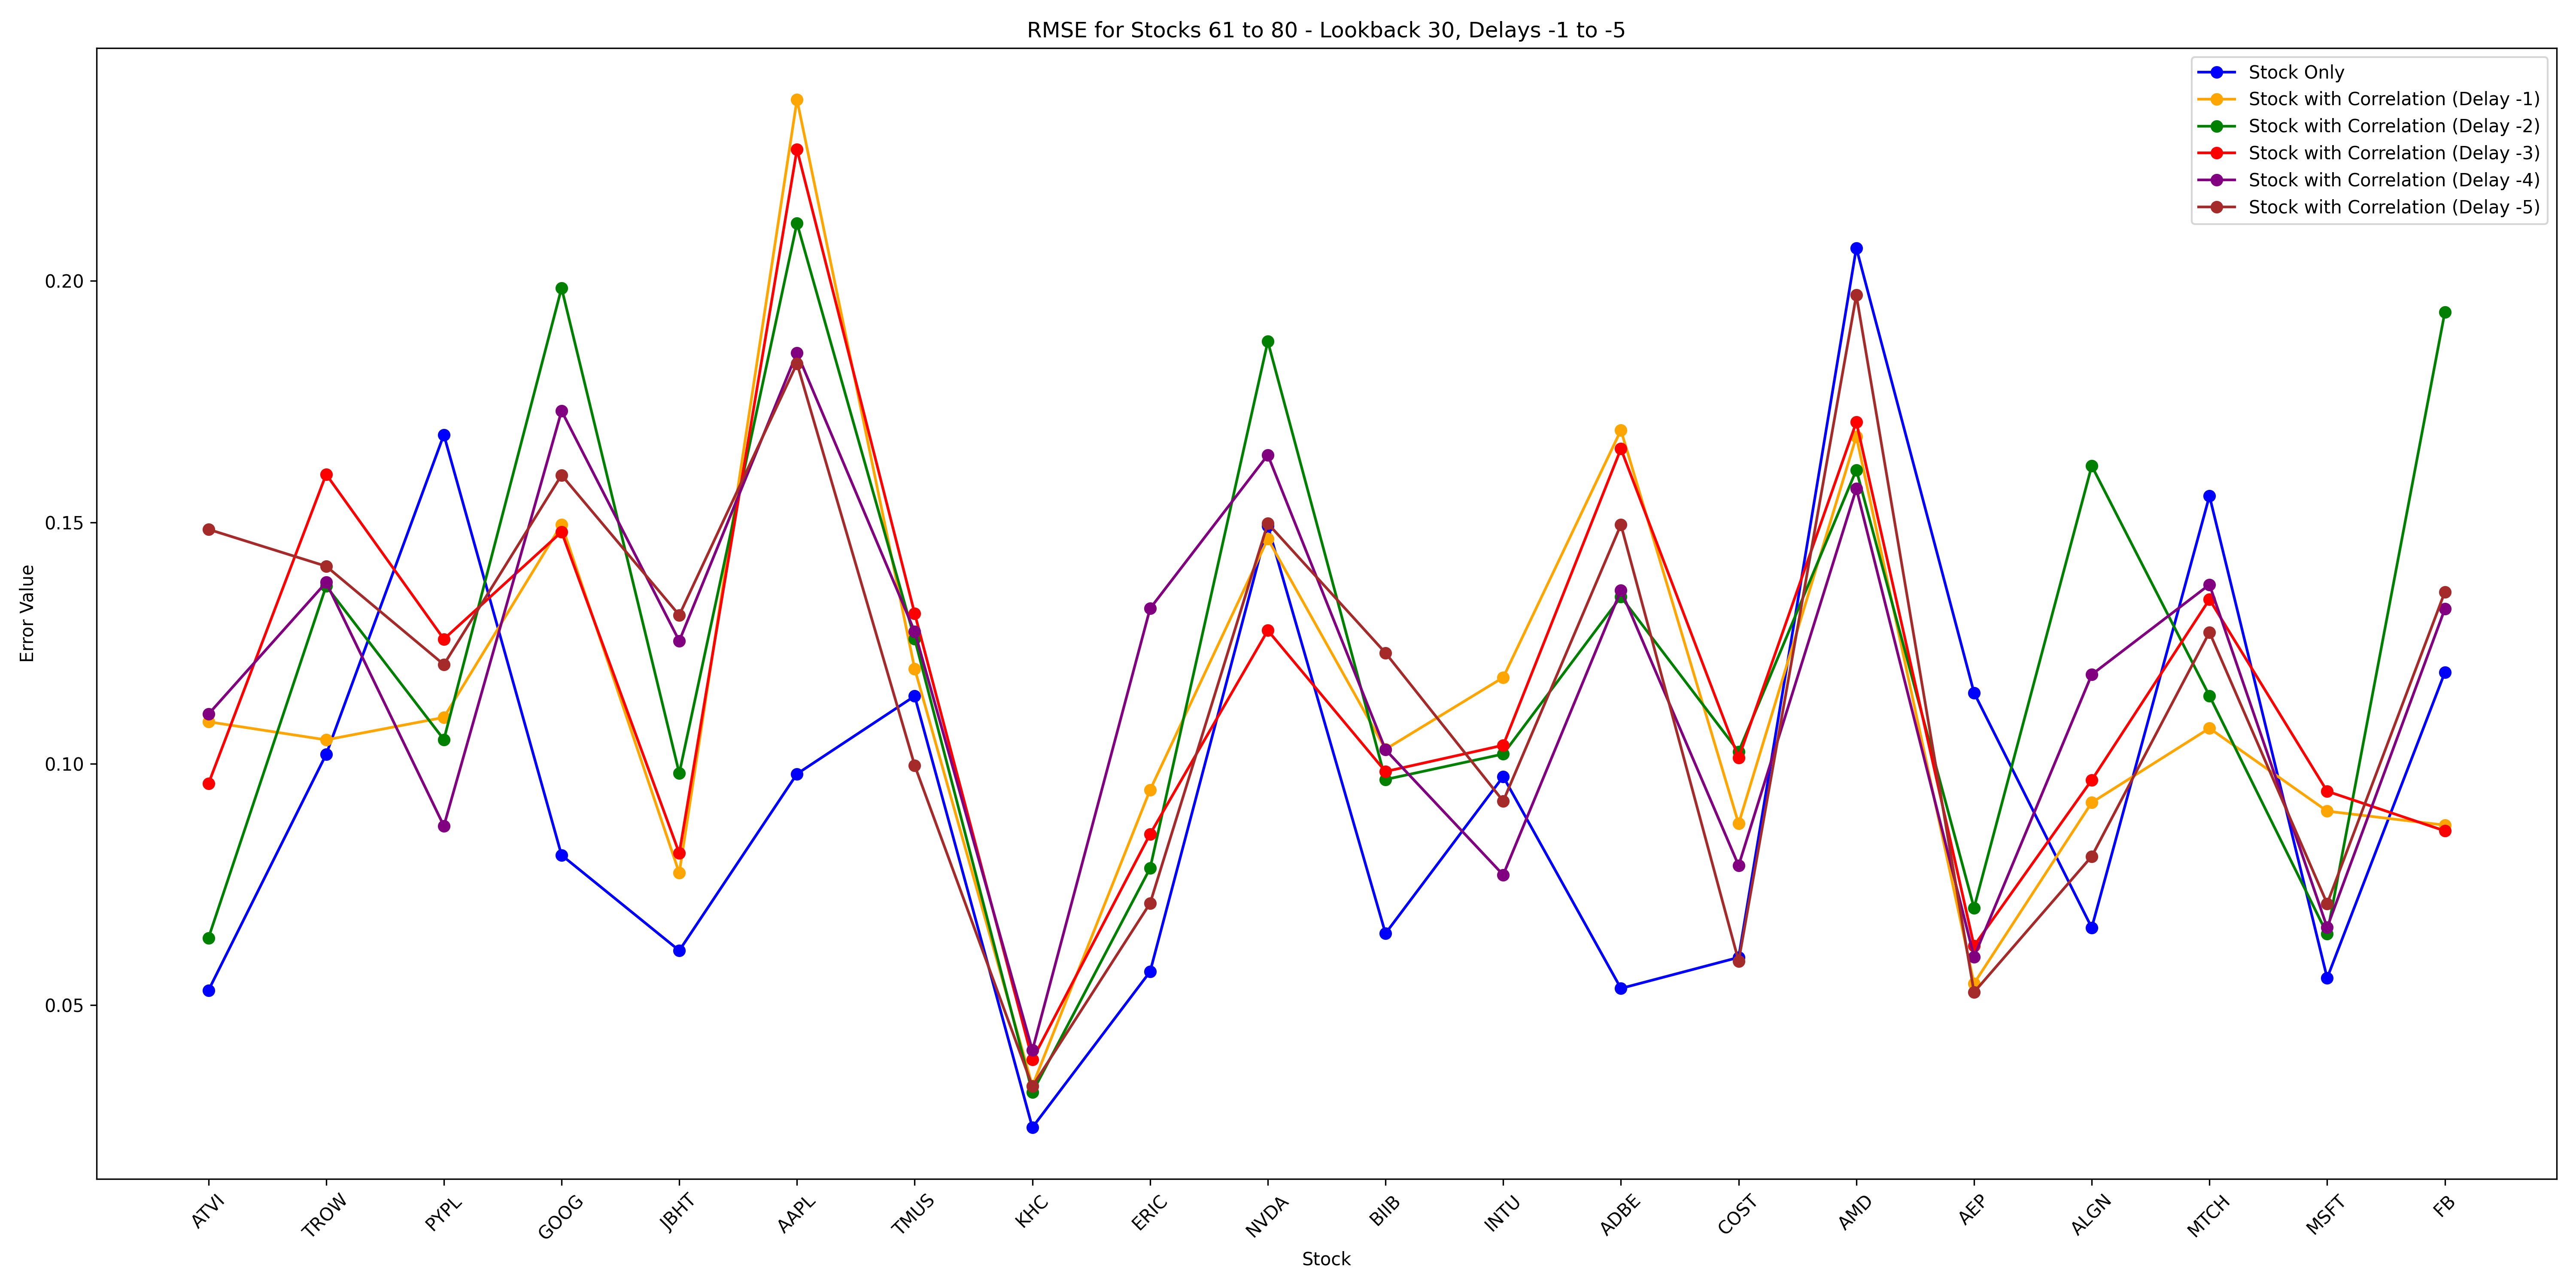 RMSE for Stocks 61 to 80 - Lookback 30, Delays -1 to -5
Stock Only
Stock with Correlation (Delay -1)
Stock with Correlation (Delay -2)
Stock with Correlation (Delay -3)
Stock with Correlation (Delay -4)
Stock with Correlation (Delay -5)
Error Value
0.20
0.15
0.10
0.05
ATVI
TROW
PYPL
GOOG
JBHT
AAPL
TMUS
KHC
ERIC
NVDA
BIIB
INTU
ADBE
COST
AMD
AEP
ALGN
MTCH
MSFT
FB
Stock